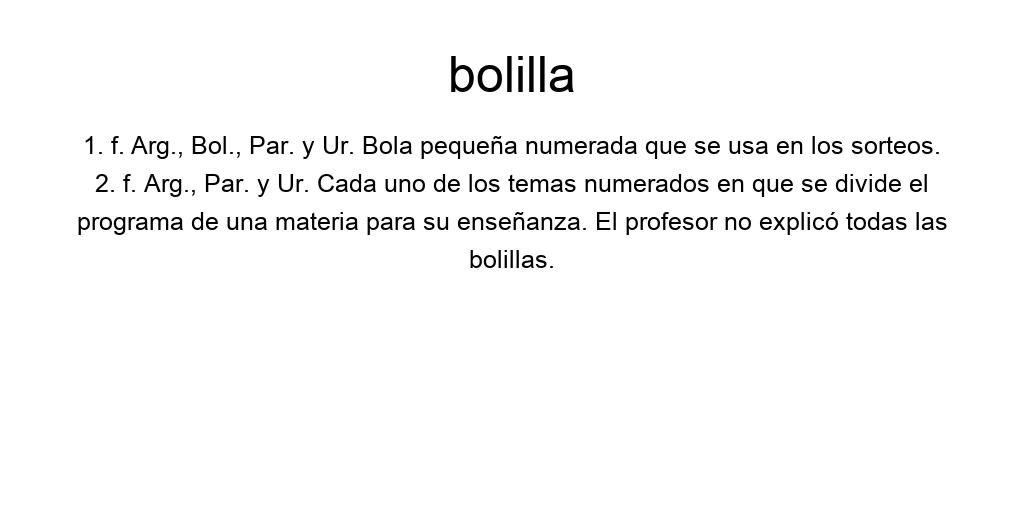 bolilla
1. f. Arg., Bol., Par. y Ur. Bola pequeña numerada que se usa en los sorteos.
2. f. Arg., Par. y Ur. Cada uno de los temas numerados en que se divide el
programa de una materia para su enseñanza. El profesor no explicó todas las
bolillas.